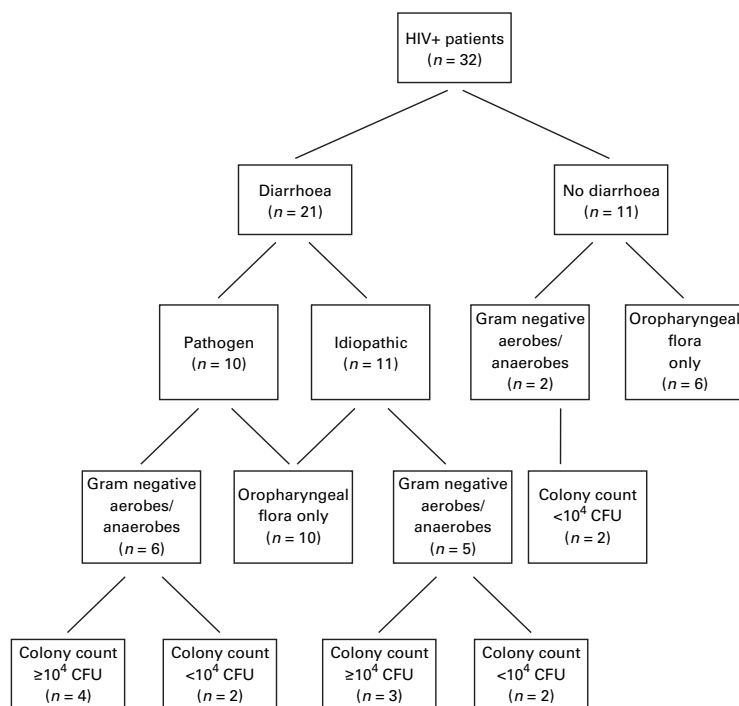 HIV+ patients
(n = 32)
Diarrhoea
(n = 21)
No diarrhoea
(n = 11)
Pathogen
(n = 10)
Idiopathic
(n = 11)
Gram negative
aerobes/
anaerobes
(n = 2)
Oropharyngeal
flora
only
(n = 6)
Gram negative
aerobes/
anaerobes
(n = 6)
Oropharyngeal
flora only
(n = 10)
Gram negative
aerobes/
anaerobes
(n = 5)
Colony count
<10⁴ CFU
(n = 2)
Colony count
≥10⁴ CFU
(n = 4)
Colony count
<10⁴ CFU
(n = 2)
Colony count
≥10⁴ CFU
(n = 3)
Colony count
<10⁴ CFU
(n = 2)